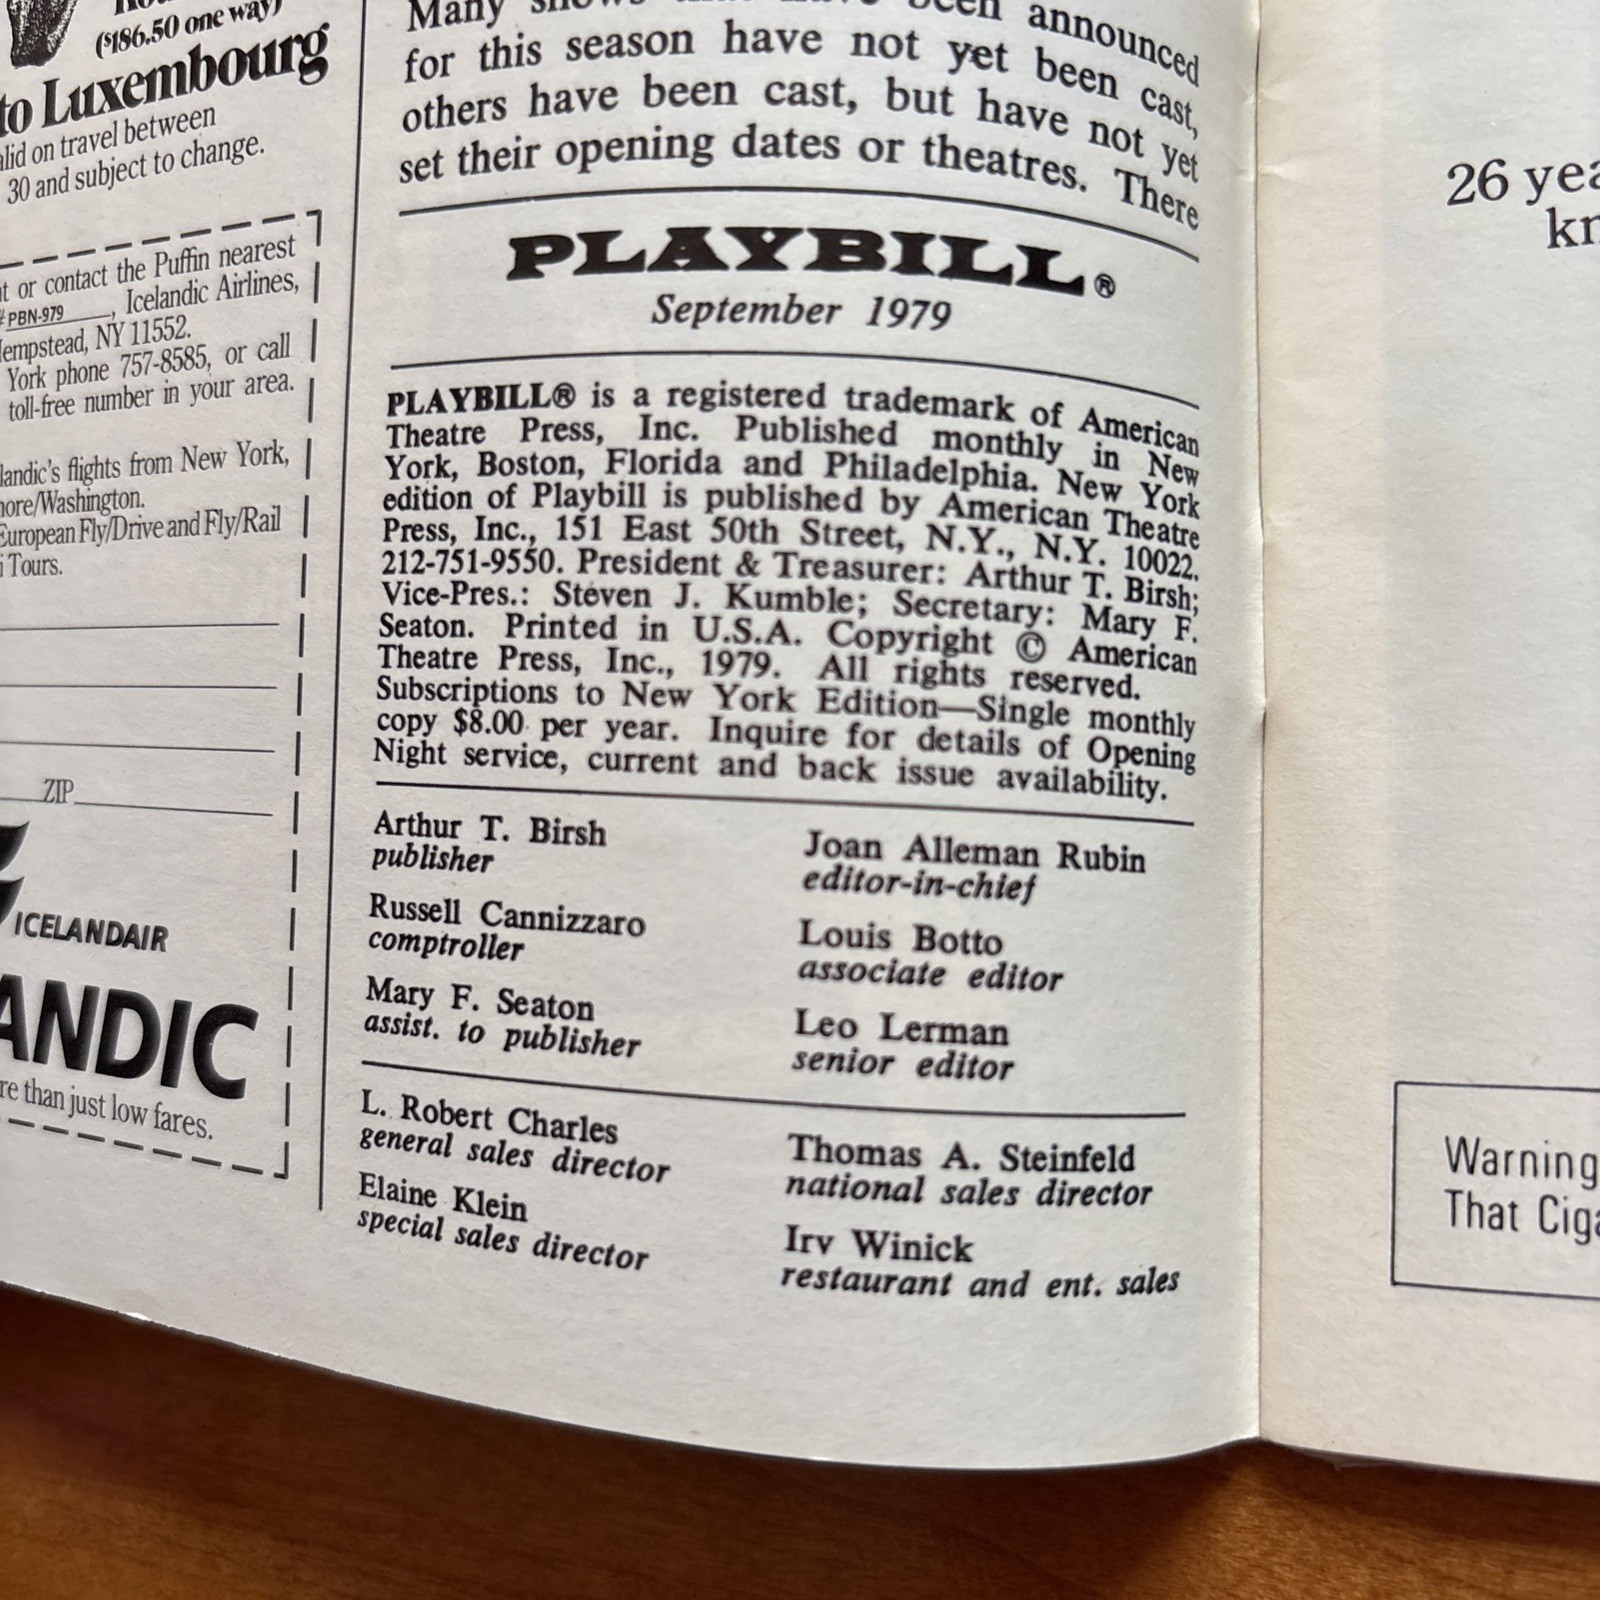 ($186.50 one way)
to Luxembourg
on travel between
30 and subject to change.
or contact the Puffin nearest
PBN-979, Icelandic Airlines,
NY 11552.
York phone 757-8585, or call
toll-free number in your area.
flights from New York,
European Fly/Drive and Fly/Rail
Tours.
ZIP
ICELANDAIR
than just low fares.
Many been announced
for this season have not yet been cast,
others have been cast, but have not yet
set their opening dates or theatres. There
PLAYBILL®
September 1979
PLAYBILL® is a registered trademark of American
Theatre Press, Inc. Published monthly in New
York, Boston, Florida and Philadelphia. New York
edition of Playbill is published by American Theatre
Press, Inc., 151 East 50th Street, N.Y., N.Y. 10022.
212-751-9550. President & Treasurer: Arthur T. Birsh;
Vice-Pres.: Steven J. Kumble; Secretary: Mary F.
Seaton. Printed in U.S.A. Copyright © American
Theatre Press, Inc., 1979. All rights reserved.
Subscriptions to New York Edition—Single monthly
copy $8.00 per year. Inquire for details of Opening
Night service, current and back issue availability.
Arthur T. Birsh
publisher
Russell Cannizzaro
comptroller
Mary F. Seaton
assist. to publisher
Joan Alleman Rubin
editor-in-chief
Louis Botto
associate editor
Leo Lerman
senior editor
L. Robert Charles
general sales director
Elaine Klein
special sales director
Thomas A. Steinfeld
national sales director
Irv Winick
restaurant and ent. sales
26
Warning
That